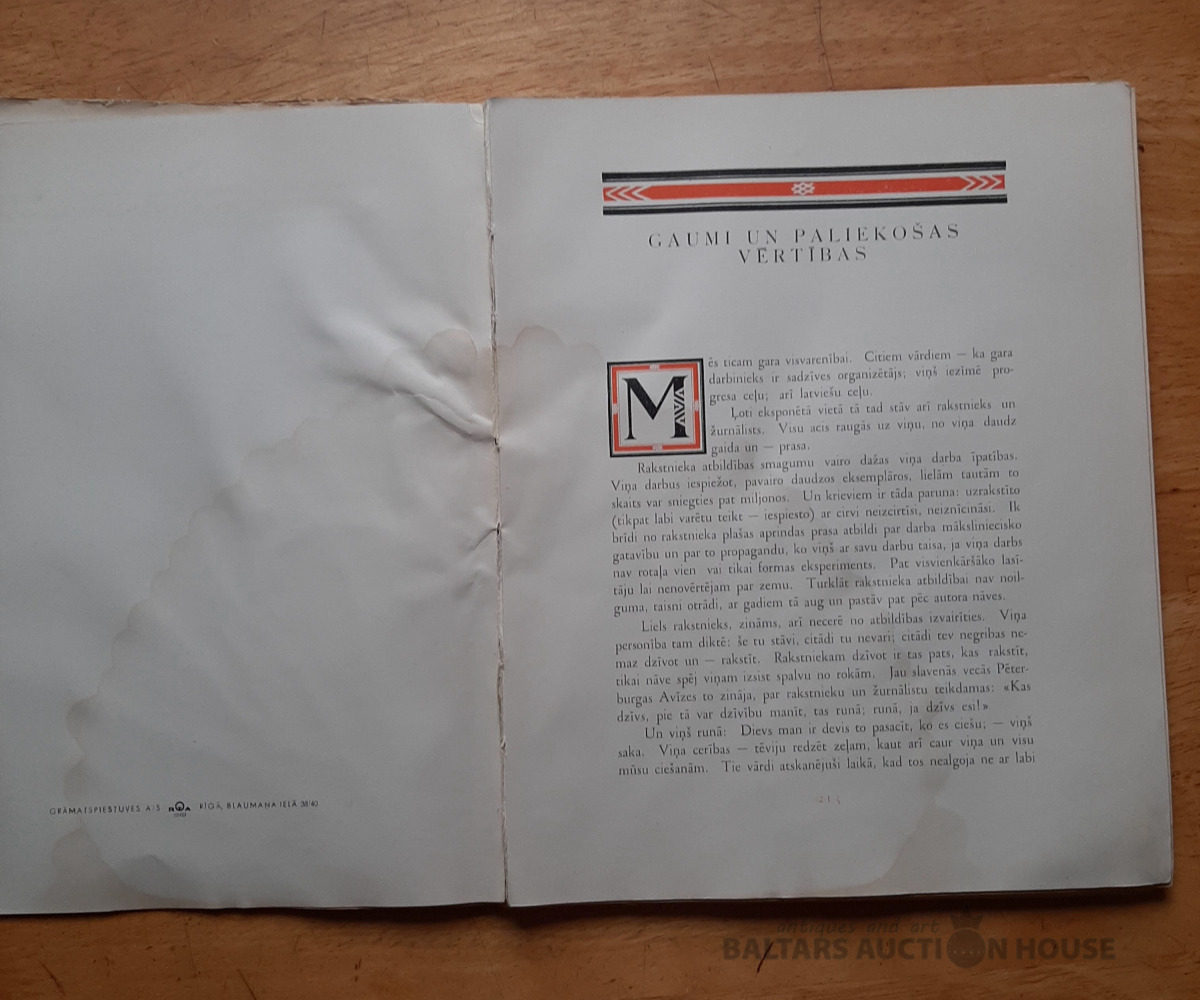 GRĀMATSPIESTUVES A/S ROTA RĪGĀ, BLAUMAŅA IELĀ 38/40
GAUMI UN PALIEKOŠAS
VĒRTĪBAS
Mēs ticam gara visvarenībai. Citiem vārdiem — ka gara
darbinieks ir sadzīves organizētājs; viņš iezīmē pro-
gresa ceļu; arī latviešu ceļu.
Ļoti eksponētā vietā tā tad stāv arī rakstnieks un
žurnālists. Visu acis raugās uz viņu, no viņa daudz
gaida un — prasa.
Rakstnieka atbildības smagumu vairo dažas viņa darba īpatības.
Viņa darbus iespiežot, pavairo daudzos eksemplāros, lielām tautām to
skaits var sniegties pat miljonos. Un krieviem ir tāda paruna: uzrakstīto
(tikpat labi varētu teikt — iespiesto) ar cirvi neizcirtīsi, neiznīcināsi. Ik
brīdi no rakstnieka plašas aprindas prasa atbildi par darba māksliniecisko
gatavību un par to propagandu, ko viņš ar savu darbu taisa, ja viņa darbs
nav rotaļa vien vai tikai formas eksperiments. Pat visvienkāršāko lasī-
tāju lai nenovērtējam par zemu. Turklāt rakstnieka atbildībai nav noil-
guma, taisni otrādi, ar gadiem tā aug un pastāv pat pēc autora nāves.
Liels rakstnieks, zināms, arī necerē no atbildības izvairīties. Viņa
personība tam diktē: še tu stāvi, citādi tu nevari; citādi tev negribas ne-
maz dzīvot un — rakstīt. Rakstniekam dzīvot ir tas pats, kas rakstīt,
tikai nāve spēj viņam izsist spalvu no rokām. Jau slavenās vecās Pēter-
burgas Avīzes to zināja, par rakstnieku un žurnālistu teikdamas: «Kas
dzīvs, pie tā var dzīvību manīt, tas runā; runā, ja dzīvs esi!»
Un viņš runā: Dievs man ir devis to pasacīt, ko es ciešu; — viņš
saka. Viņa cerības — tēviju redzēt zeļam, kaut arī caur viņa un visu
mūsu ciešanām. Tie vārdi atskanējuši laikā, kad tos nealgoja ne ar labi
antiques and art
BALTARS AUCTION HOUSE